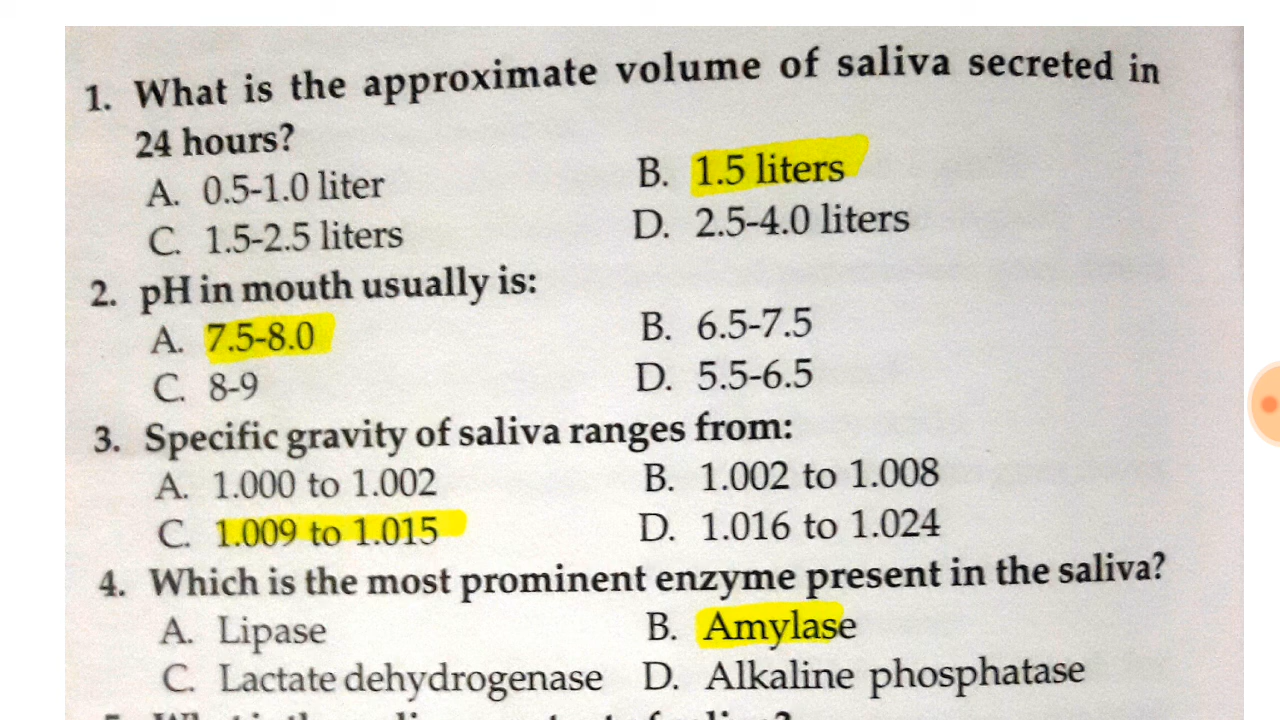 1. What is the approximate volume of saliva secreted in
24 hours?
A. 0.5-1.0 liter B. 1.5 liters
C. 1.5-2.5 liters D. 2.5-4.0 liters
2. pH in mouth usually is:
A. 7.5-8.0 B. 6.5-7.5
C. 8-9 D. 5.5-6.5
3. Specific gravity of saliva ranges from:
A. 1.000 to 1.002 B. 1.002 to 1.008
C. 1.009 to 1.015 D. 1.016 to 1.024
4. Which is the most prominent enzyme present in the saliva?
A. Lipase B. Amylase
C. Lactate dehydrogenase D. Alkaline phosphatase